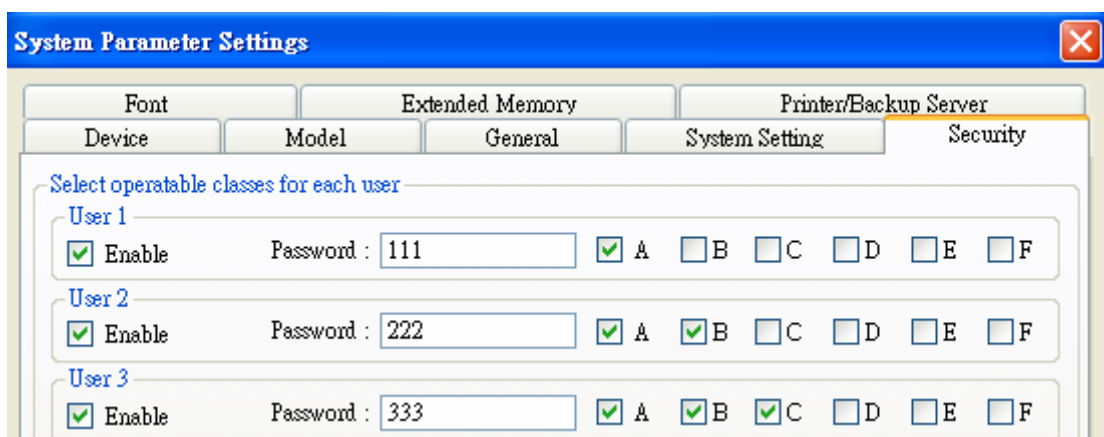 System Parameter Settings
Font Extended Memory Printer/Backup Server
Device Model General System Setting Security
Select operatable classes for each user
User 1
Enable Password : 111 A B C D E F
User 2
Enable Password : 222 A B C D E F
User 3
Enable Password : 333 A B C D E F